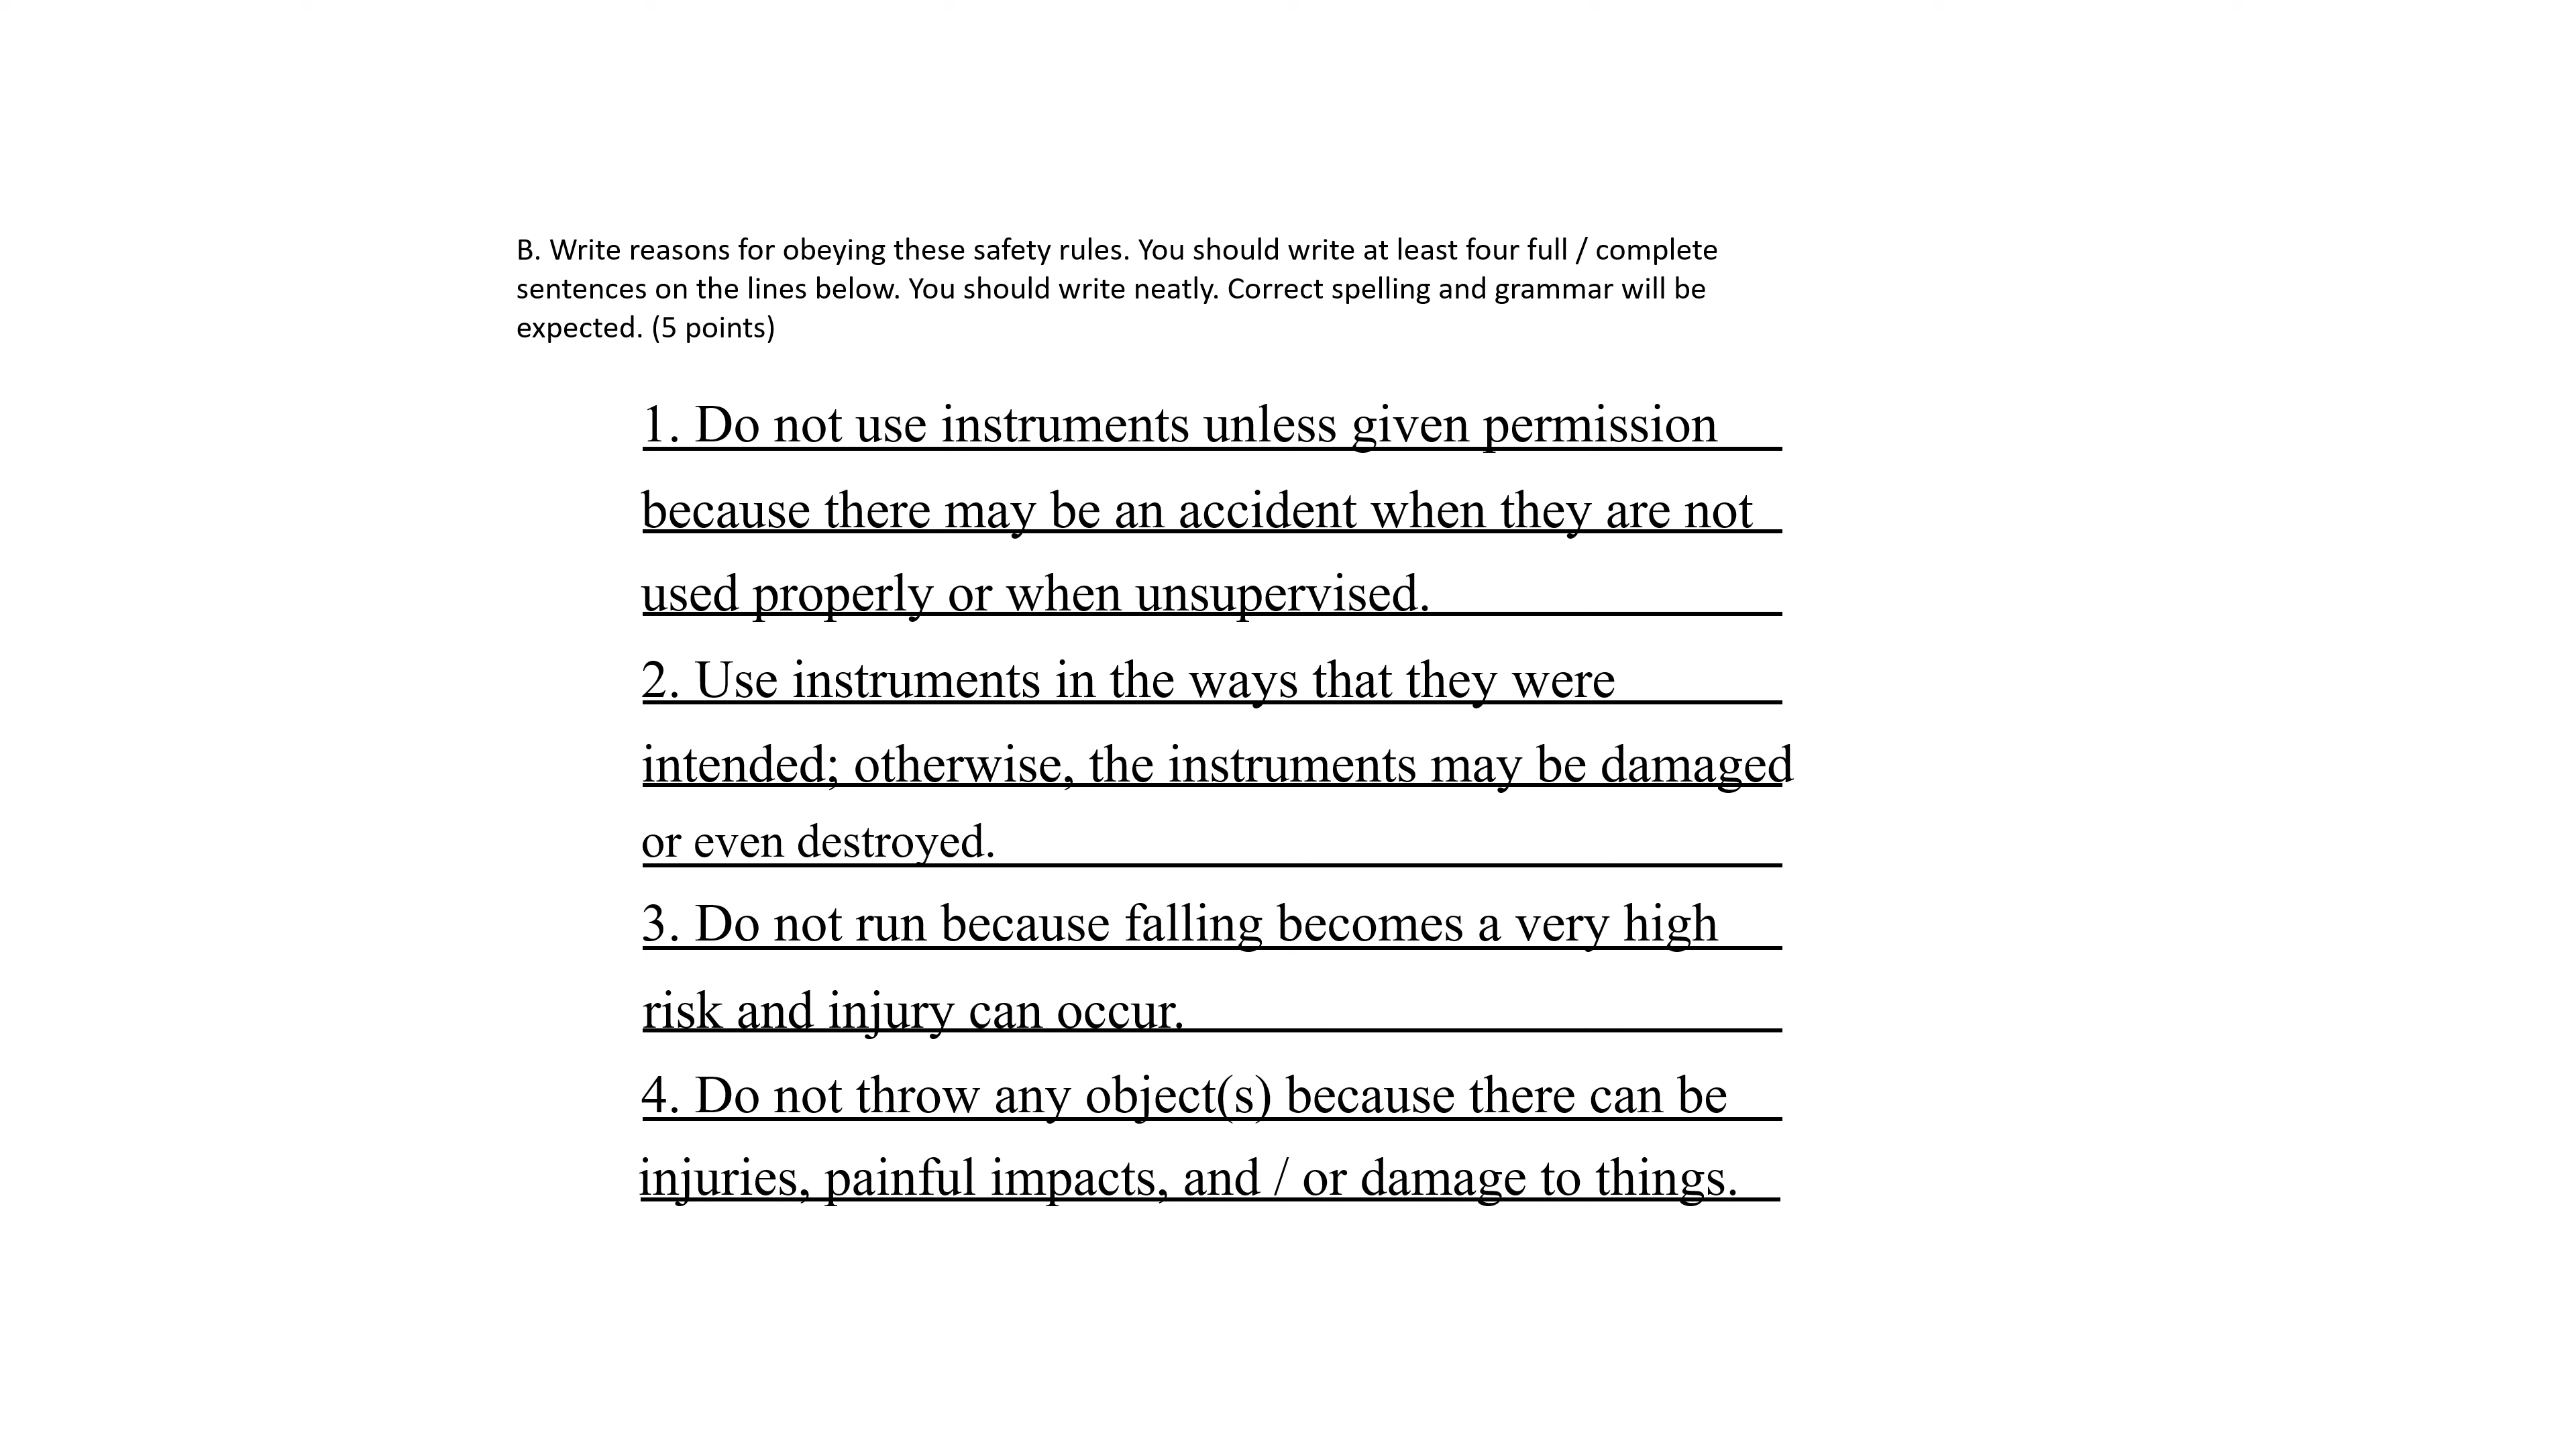 B. Write reasons for obeying these safety rules. You should write at least four full / complete
sentences on the lines below. You should write neatly. Correct spelling and grammar will be
expected. (5 points)
1. Do not use instruments unless given permission
because there may be an accident when they are not
used properly or when unsupervised.
2. Use instruments in the ways that they were
intended; otherwise, the instruments may be damaged
or even destroyed.
3. Do not run because falling becomes a very high
risk and injury can occur.
4. Do not throw any object(s) because there can be
injuries, painful impacts, and / or damage to things.